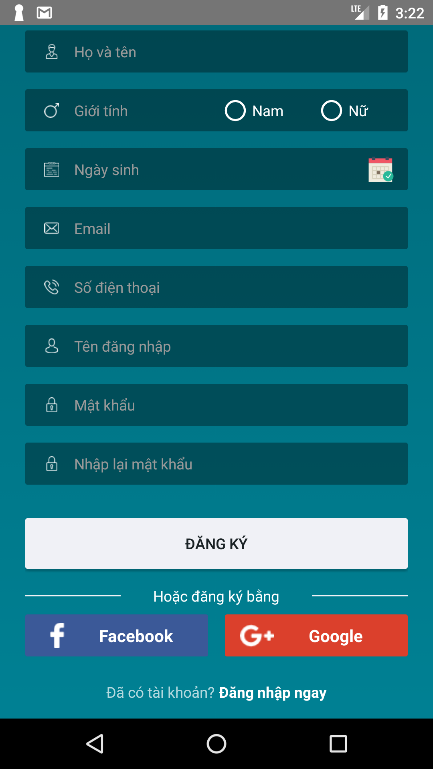 LTE 3:22
Họ và tên
Giới tính Nam Nữ
Ngày sinh
Email
Số điện thoại
Tên đăng nhập
Mật khẩu
Nhập lại mật khẩu
ĐĂNG KÝ
Hoặc đăng ký bằng
f Facebook G+ Google
Đã có tài khoản? Đăng nhập ngay